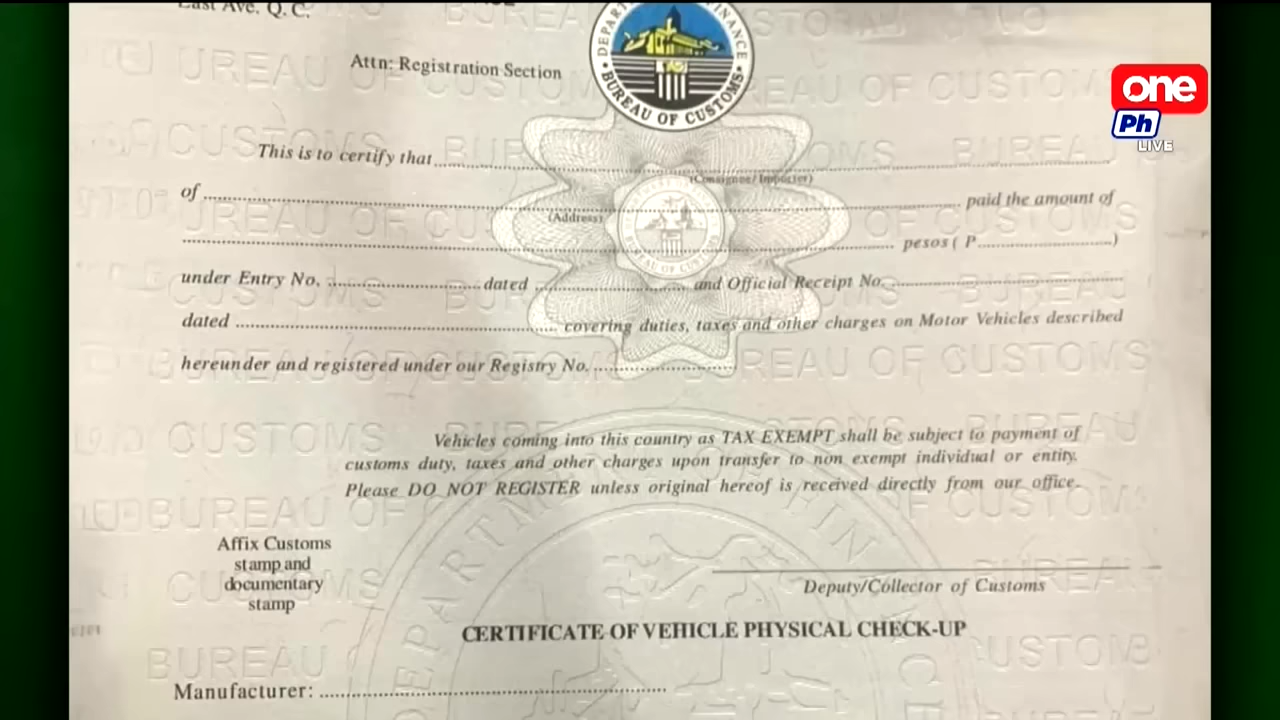 East Ave. Q.C.
Attn: Registration Section
DEPARTMENT OF FINANCE
BUREAU OF CUSTOMS
one
Ph
LIVE
This is to certify that
(Consignee/Importer)
of paid the amount of
(Address)
pesos ( P )
under Entry No. dated and Official Receipt No.
dated covering duties, taxes and other charges on Motor Vehicles described
hereunder and registered under our Registry No.
Vehicles coming into this country as TAX EXEMPT shall be subject to payment of
customs duty, taxes and other charges upon transfer to non exempt individual or entity.
Please DO NOT REGISTER unless original hereof is received directly from our office.
Affix Customs
stamp and
documentary
stamp
Deputy/Collector of Customs
CERTIFICATE OF VEHICLE PHYSICAL CHECK-UP
Manufacturer: